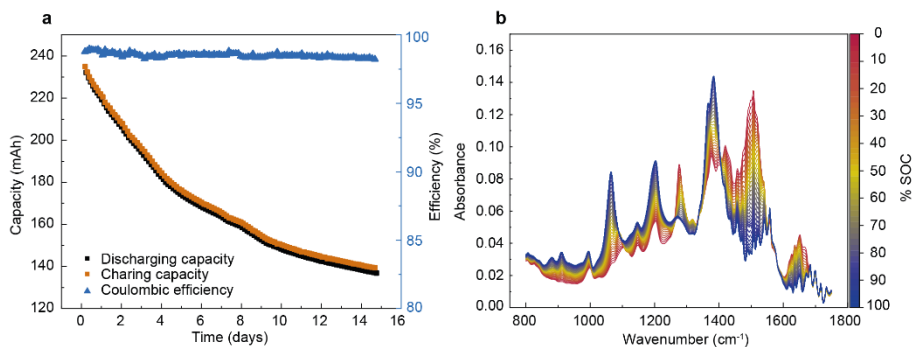 a
240
220
200
180
160
140
120
Capacity (mAh)
100
95
90
85
80
Efficiency (%)
Discharging capacity
Charing capacity
Coulombic efficiency
0 2 4 6 8 10 12 14 16
Time (days)
b
0.16
0.14
0.12
0.10
0.08
0.06
0.04
0.02
0.00
Absorbance
800 1000 1200 1400 1600 1800
Wavenumber (cm⁻¹)
0
10
20
30
40
50
60
70
80
90
100
% SOC